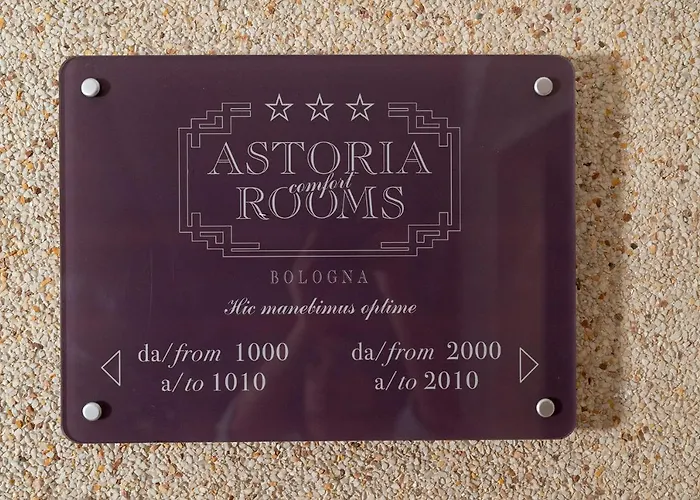 ASTORIA
comfort
ROOMS
BOLOGNA
Hic manebimus optime
da/from 1000
a/to 1010
da/from 2000
a/to 2010